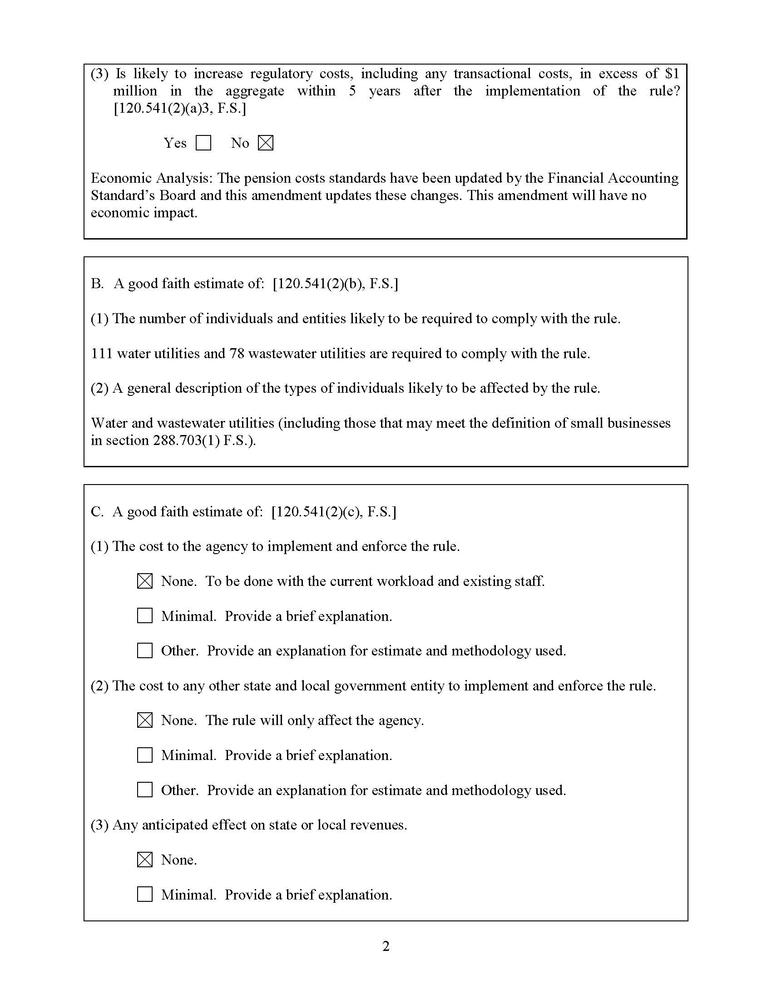 (3) Is likely to increase regulatory costs, including any transactional costs, in excess of $1
million in the aggregate within 5 years after the implementation of the rule?
[120.541(2)(a)3, F.S.]
Yes ☐ No ☒
Economic Analysis: The pension costs standards have been updated by the Financial Accounting
Standard’s Board and this amendment updates these changes. This amendment will have no
economic impact.
B. A good faith estimate of: [120.541(2)(b), F.S.]
(1) The number of individuals and entities likely to be required to comply with the rule.
111 water utilities and 78 wastewater utilities are required to comply with the rule.
(2) A general description of the types of individuals likely to be affected by the rule.
Water and wastewater utilities (including those that may meet the definition of small businesses
in section 288.703(1) F.S.).
C. A good faith estimate of: [120.541(2)(c), F.S.]
(1) The cost to the agency to implement and enforce the rule.
☒ None. To be done with the current workload and existing staff.
☐ Minimal. Provide a brief explanation.
☐ Other. Provide an explanation for estimate and methodology used.
(2) The cost to any other state and local government entity to implement and enforce the rule.
☒ None. The rule will only affect the agency.
☐ Minimal. Provide a brief explanation.
☐ Other. Provide an explanation for estimate and methodology used.
(3) Any anticipated effect on state or local revenues.
☒ None.
☐ Minimal. Provide a brief explanation.
2